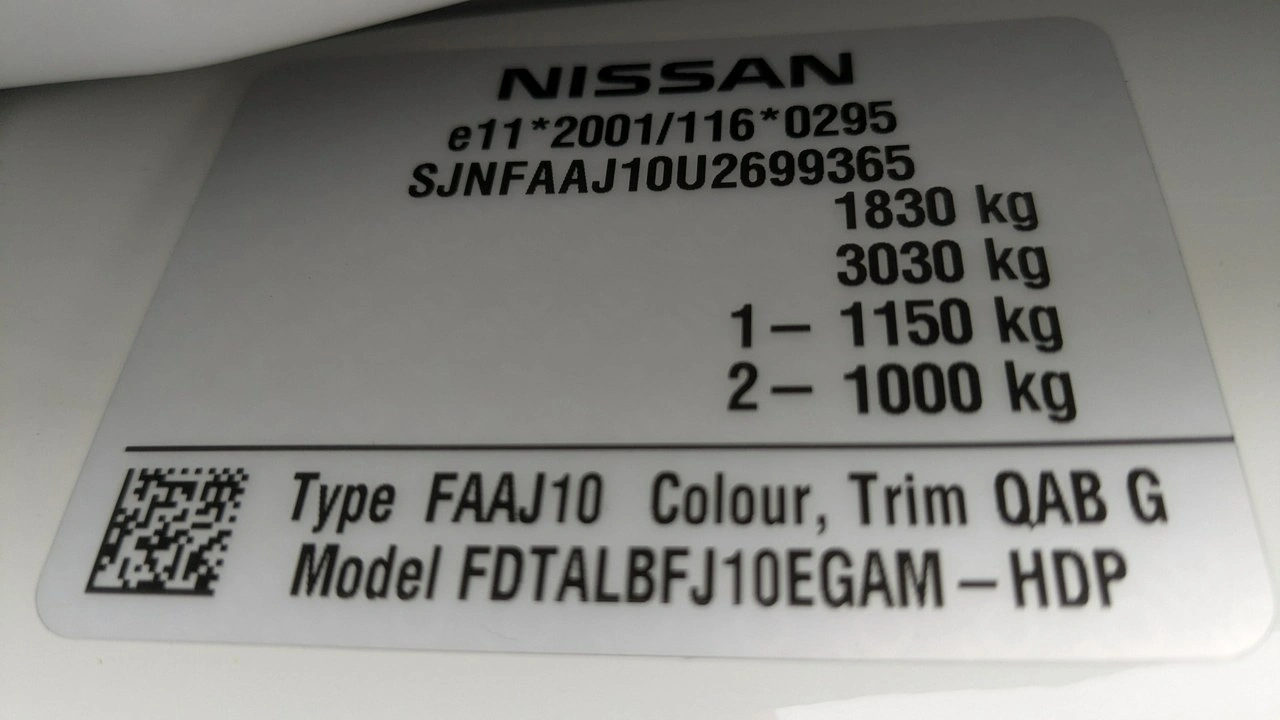 NISSAN
e11*2001/116*0295
SJNFAAJ10U2699365
1830 kg
3030 kg
1– 1150 kg
2– 1000 kg
Type FAAJ10 Colour, Trim QAB G
Model FDTALBFJ10EGAM – HDP